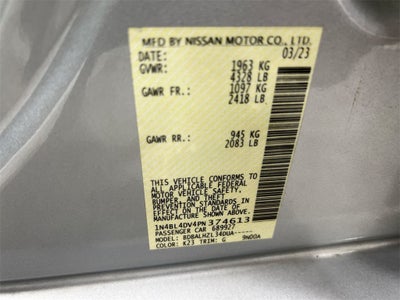 MFD BY NISSAN MOTOR CO., LTD.
DATE: 03/23
GVWR: 1963 KG
4328 LB
GAWR FR: 1097 KG
2418 LB
GAWR RR: 945 KG
2083 LB
THIS VEHICLE CONFORMS TO ALL
APPLICABLE FEDERAL MOTOR VEHICLE SAFETY,
BUMPER, AND THEFT PREVENTION
STANDARDS IN EFFECT ON THE DATE OF
MANUFACTURE SHOWN ABOVE.
1N4BL4DV4PN374613
PASSENGER CAR 689927
MODEL: BDBALHZL34DUA-----
COLOR: K23 TRIM: G 9NDDA